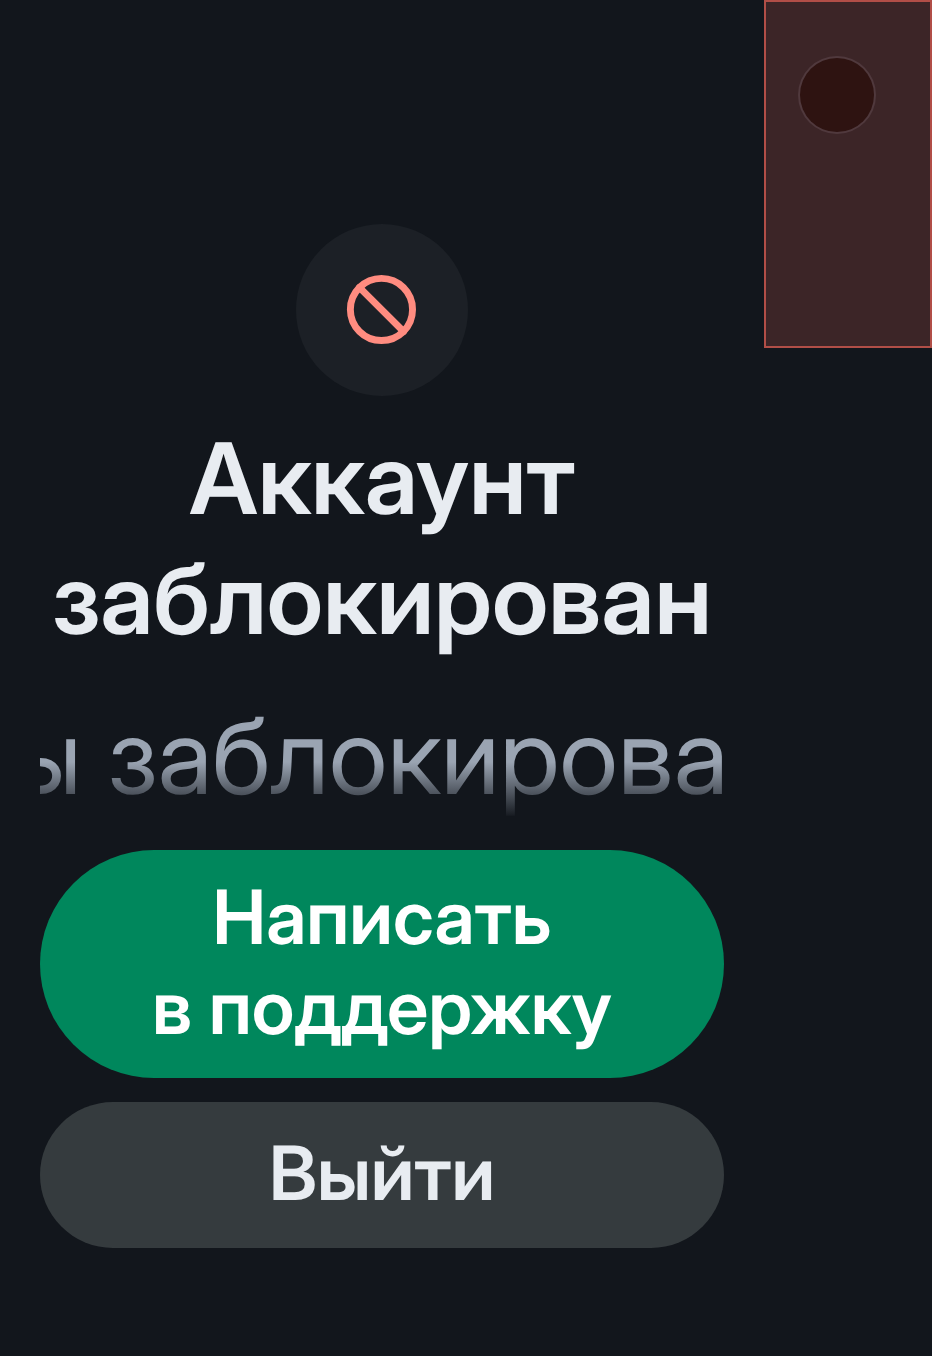 Аккаунт
заблокирован
ы заблокирова
Написать
в поддержку
Выйти